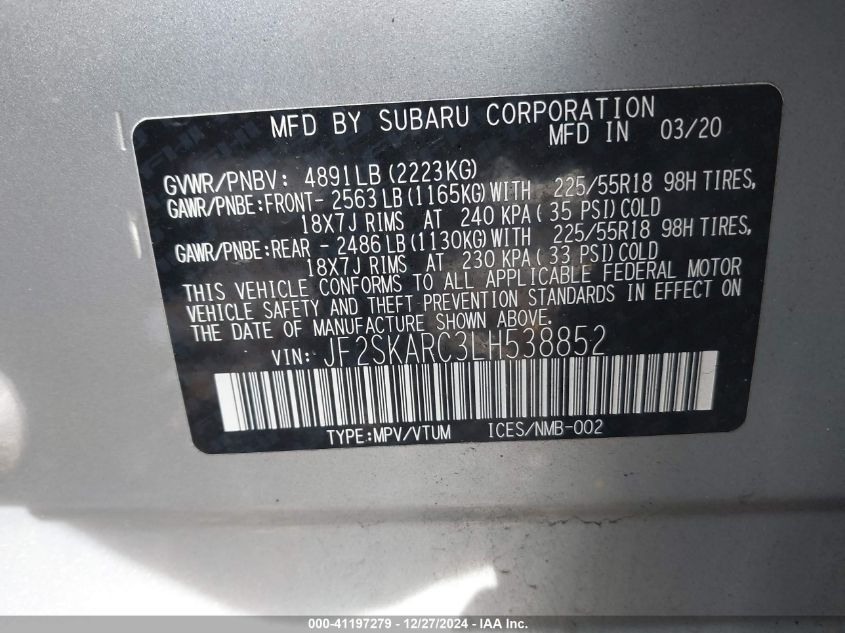 MFD BY SUBARU CORPORATION
MFD IN 03/20
GVWR/PNBV: 4891LB (2223KG)
GAWR/PNBE:FRONT- 2563LB (1165KG)WITH 225/55R18 98H TIRES,
18X7J RIMS AT 240 KPA( 35 PSI)COLD
GAWR/PNBE:REAR - 2486LB (1130KG)WITH 225/55R18 98H TIRES,
18X7J RIMS AT 230 KPA( 33 PSI)COLD
THIS VEHICLE CONFORMS TO ALL APPLICABLE FEDERAL MOTOR
VEHICLE SAFETY AND THEFT PREVENTION STANDARDS IN EFFECT ON
THE DATE OF MANUFACTURE SHOWN ABOVE.
VIN: JF2SKARC3LH538852
TYPE:MPV/VTUM ICES/NMB-002
000-41197279 - 12/27/2024 - IAA Holdings, LLC.